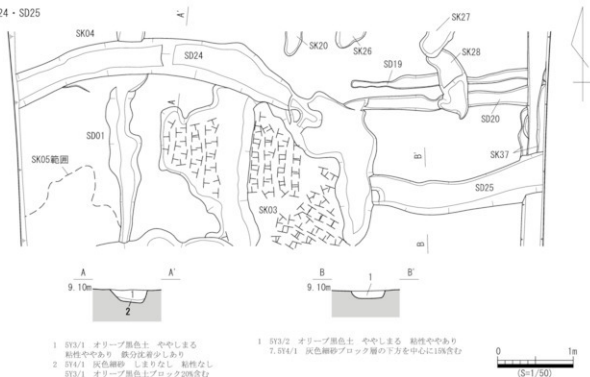 24・SD25
A'
SK04
SD24
SK20
SK26
SK27
SK28
SD19
SD20
A
SD01
SK05範囲
SK03
B'
SK37
SD25
B
A A'
9.10m
1
2
B B'
9.10m
1
1 5Y3/1 オリーブ黒色土 ややしまる
粘性ややあり 鉄分沈着少しあり
2 5Y4/1 灰色細砂 しまりなし 粘性なし
5Y3/1 オリーブ黒色土ブロック20%含む
1 5Y3/2 オリーブ黒色土 ややしまる 粘性ややあり
7.5Y4/1 灰色細砂ブロック層の下方を中心に15%含む
0 1m
(S=1/50)